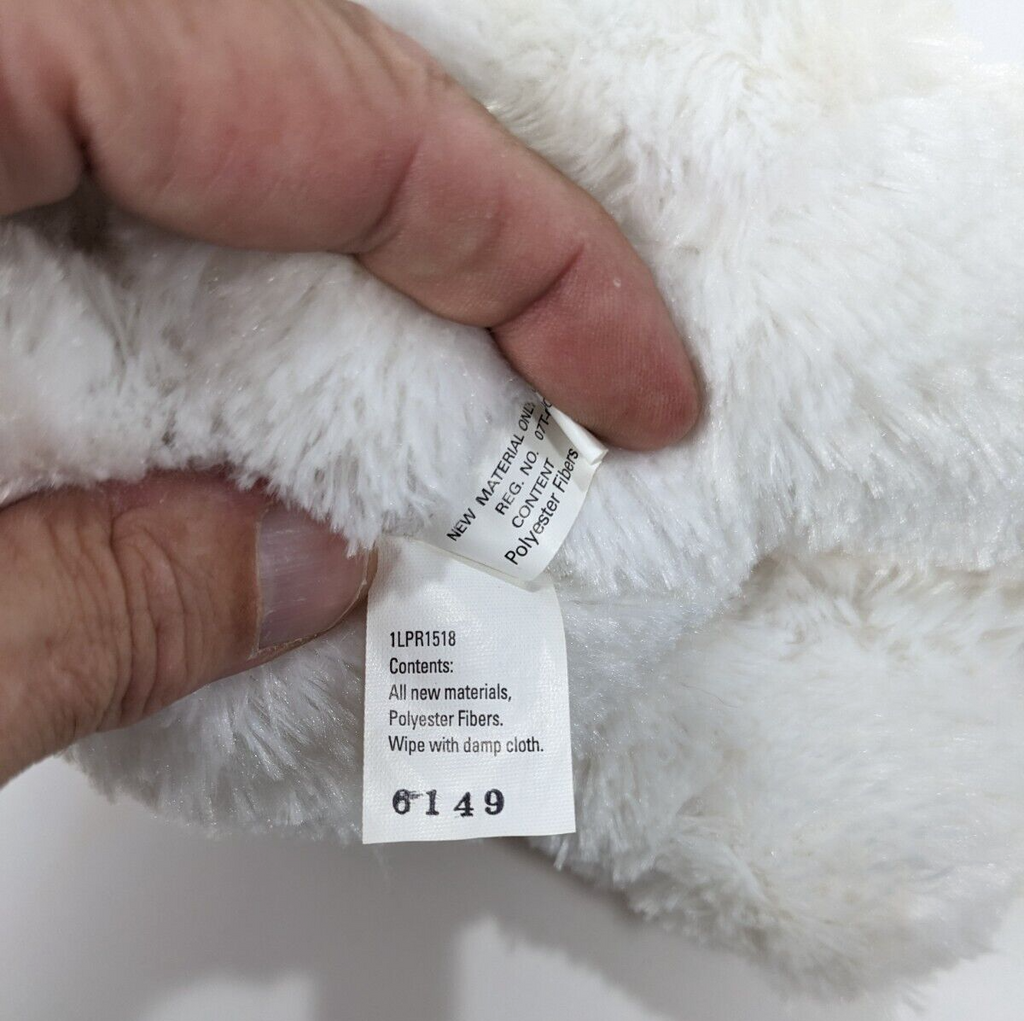 NEW MATERIAL ONLY
REG. NO. 07T-
CONTENT
Polyester Fibers
1LPR1518
Contents:
All new materials,
Polyester Fibers.
Wipe with damp cloth.
6149